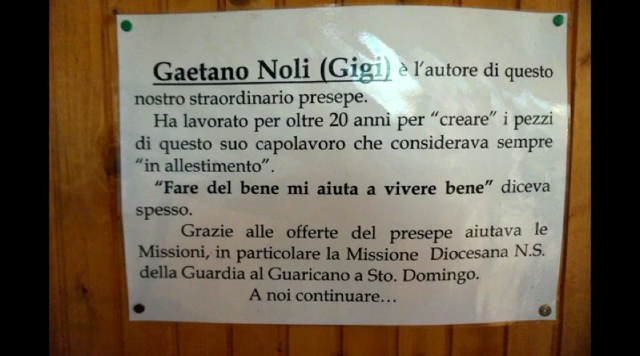 Gaetano Noli (Gigi) è l'autore di questo
nostro straordinario presepe.
Ha lavorato per oltre 20 anni per "creare" i pezzi
di questo suo capolavoro che considerava sempre
"in allestimento".
"Fare del bene mi aiuta a vivere bene" diceva
spesso.
Grazie alle offerte del presepe aiutava le
Missioni, in particolare la Missione Diocesana N.S.
della Guardia al Guaricano a Sto. Domingo.
A noi continuare...